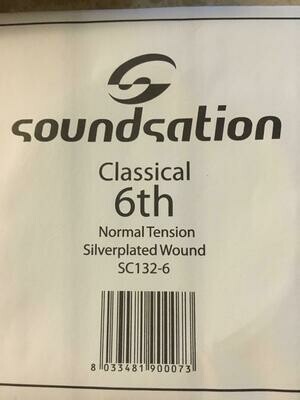 soundsation
Classical
6th
Normal Tension
Silverplated Wound
SC132-6
8 033481 900073